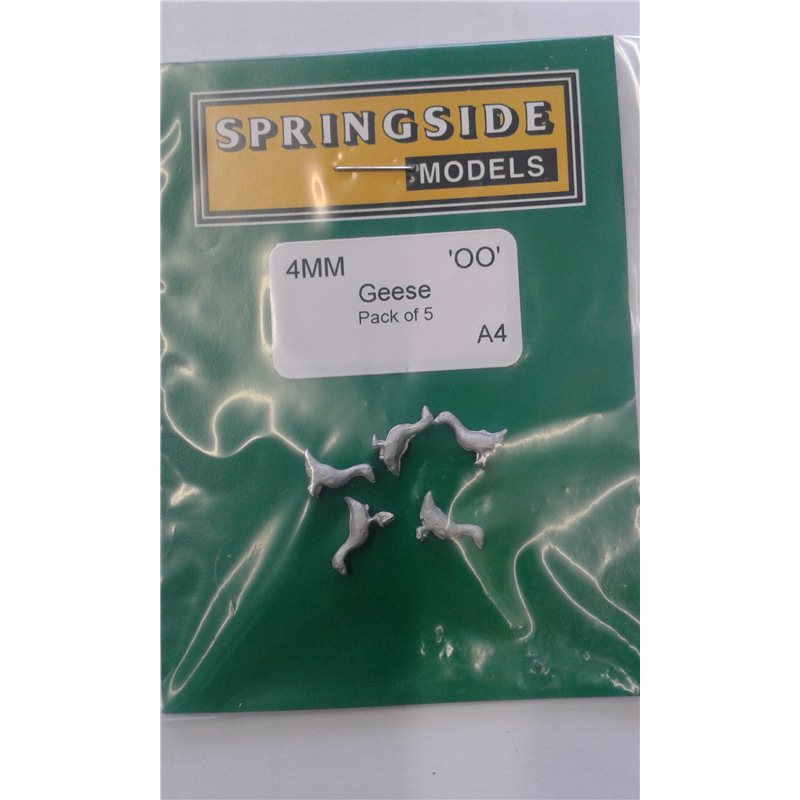 SPRINGSIDE
MODELS
4MM 'OO'
Geese
Pack of 5
A4